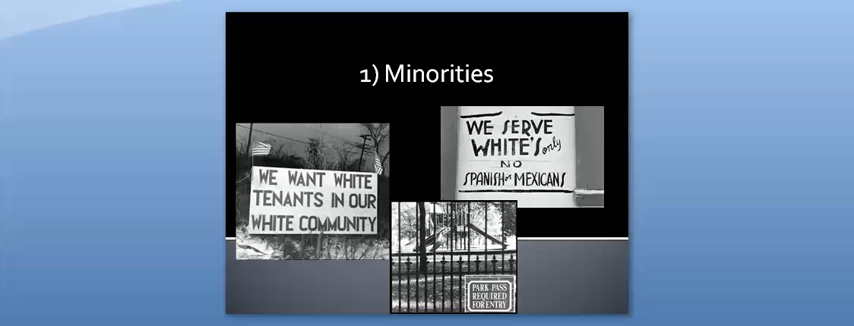 1) Minorities
WE WANT WHITE
TENANTS IN OUR
WHITE COMMUNITY
WE SERVE
WHITE'S only
NO
SPANISH or MEXICANS
PARK PASS
REQUIRED
FOR ENTRY